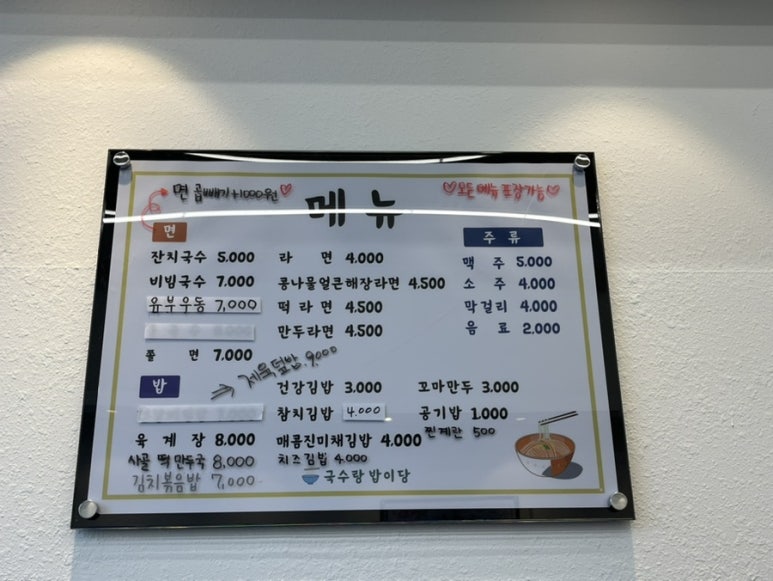 면 곱빼기+1000원♡
메 뉴
♡모든 메뉴 포장가능♡
면
잔치국수 5.000
비빔국수 7.000
유부우동 7,000
쫄 면 7.000
라 면 4.000
콩나물얼큰해장라면 4.500
떡 라 면 4.500
만두라면 4.500
주 류
맥 주 5.000
소 주 4.000
막걸리 4.000
음 료 2.000
밥
제육덮밥. 9,000
육 계 장 8.000
사골 떡 만두국 8,000
김치볶음밥 7,000
건강김밥 3.000
참치김밥 4.000
매콤진미채김밥 4.000
치즈김밥 4.000
꼬마만두 3.000
공기밥 1.000
찐계란 500
국수랑 밥이당